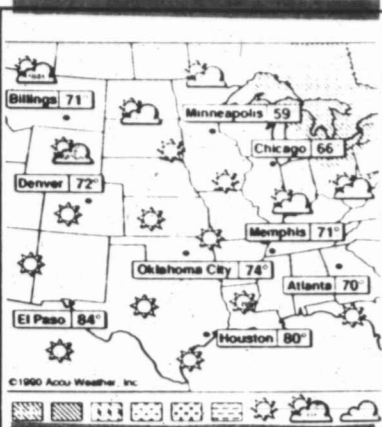 Billings 71
Minneapolis 59
Chicago 66
Denver 72°
Memphis 71°
Oklahoma City 74°
Atlanta 70°
El Paso 84°
Houston 80°
©1990 Accu Weather, Inc